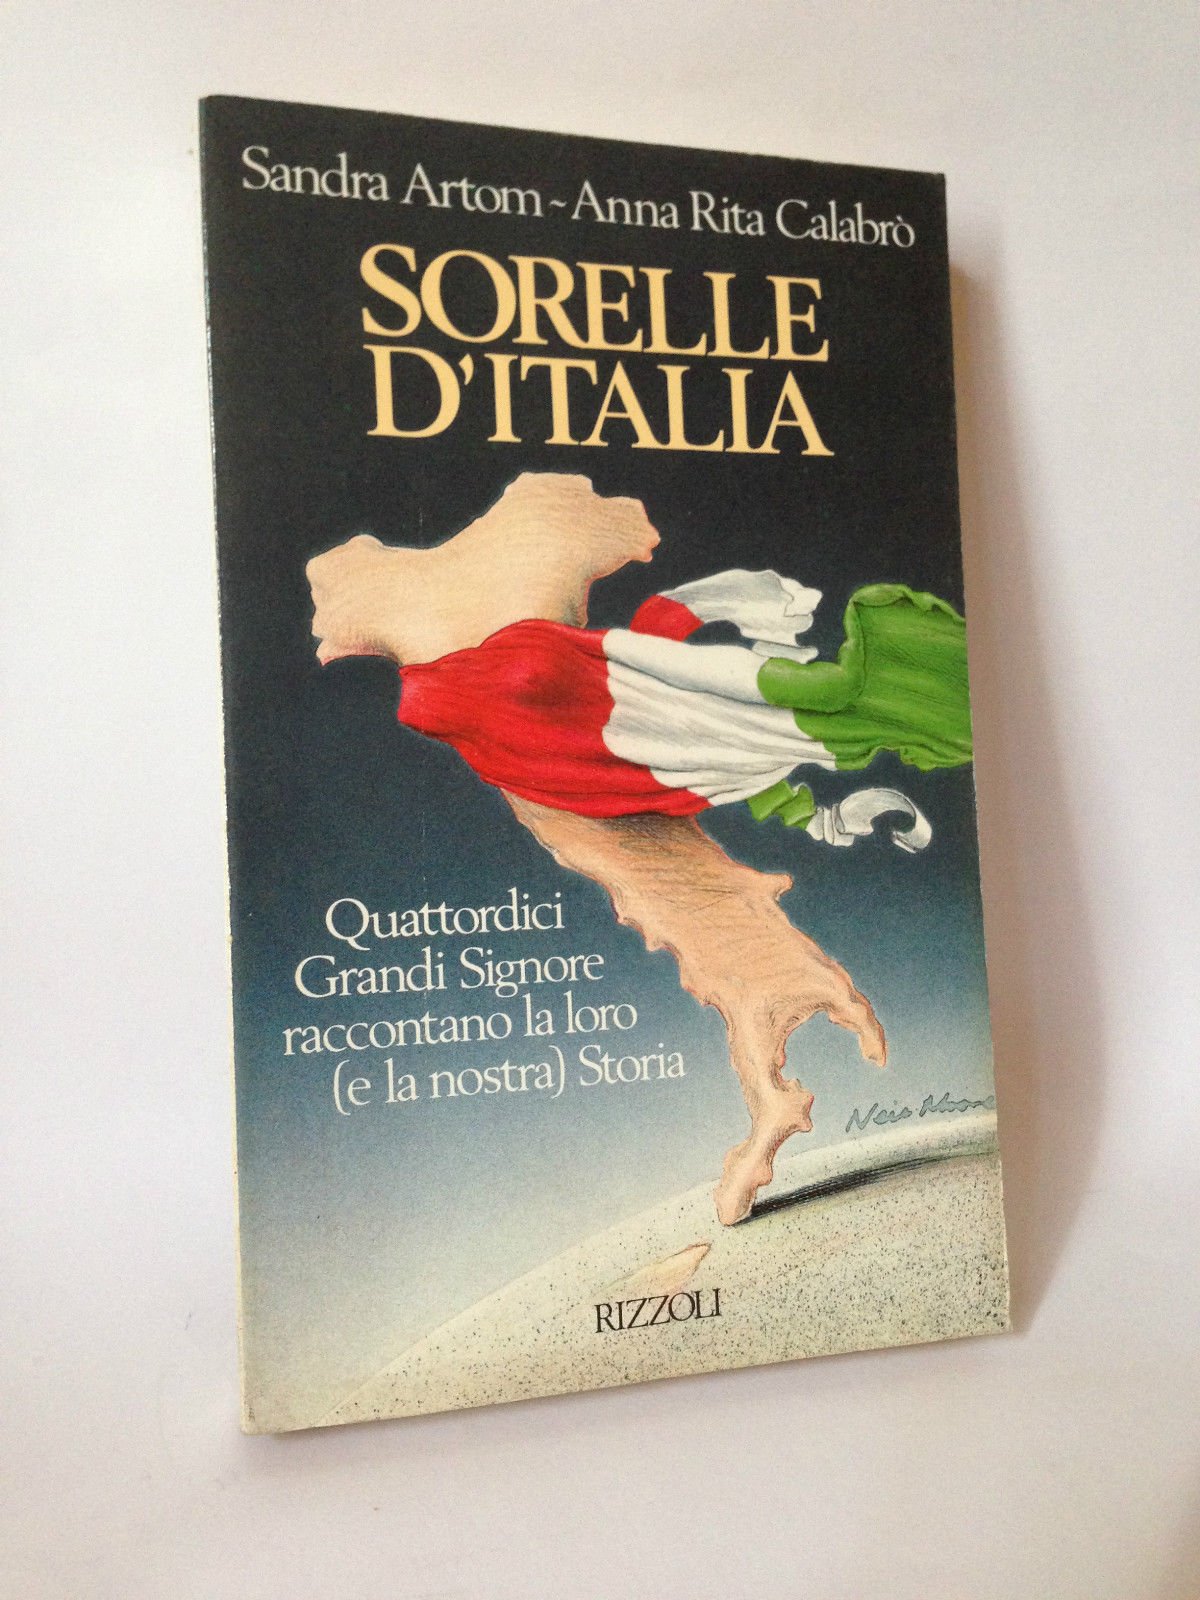 Sandra Artom~Anna Rita Calabrò
SORELLE
D'ITALIA
Quattordici
Grandi Signore
raccontano la loro
(e la nostra) Storia
RIZZOLI